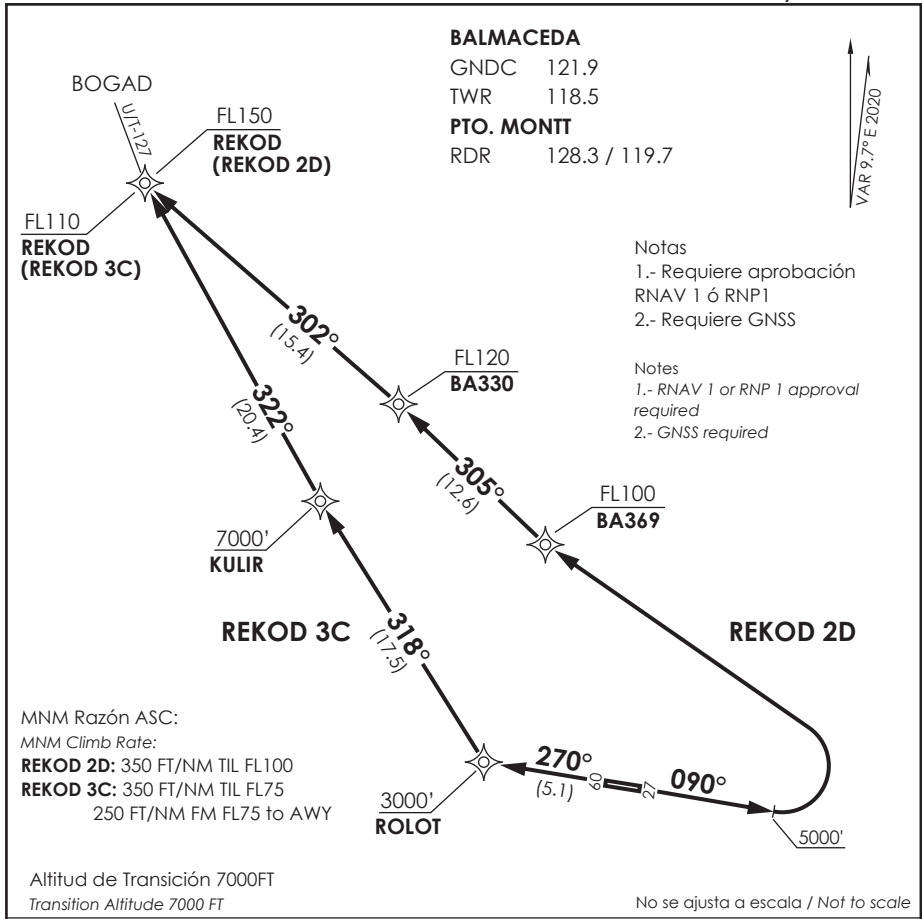 BALMACEDA
GNDC 121.9
TWR 118.5
PTO. MONTT
RDR 128.3 / 119.7
VAR 9.7° E 2020
BOGAD
U/T-127
FL150
REKOD
(REKOD 2D)
FL110
REKOD
(REKOD 3C)
Notas
1.- Requiere aprobación
RNAV 1 ó RNP1
2.- Requiere GNSS
Notes
1.- RNAV 1 or RNP 1 approval
required
2.- GNSS required
302°
(15.4)
FL120
BA330
322°
(20.4)
305°
(12.6)
FL100
BA369
7000'
KULIR
REKOD 3C
318°
(17.5)
REKOD 2D
MNM Razón ASC:
MNM Climb Rate:
REKOD 2D: 350 FT/NM TIL FL100
REKOD 3C: 350 FT/NM TIL FL75
250 FT/NM FM FL75 to AWY
270°
(5.1)
09
27
090°
3000'
ROLOT
5000'
Altitud de Transición 7000FT
Transition Altitude 7000 FT
No se ajusta a escala / Not to scale